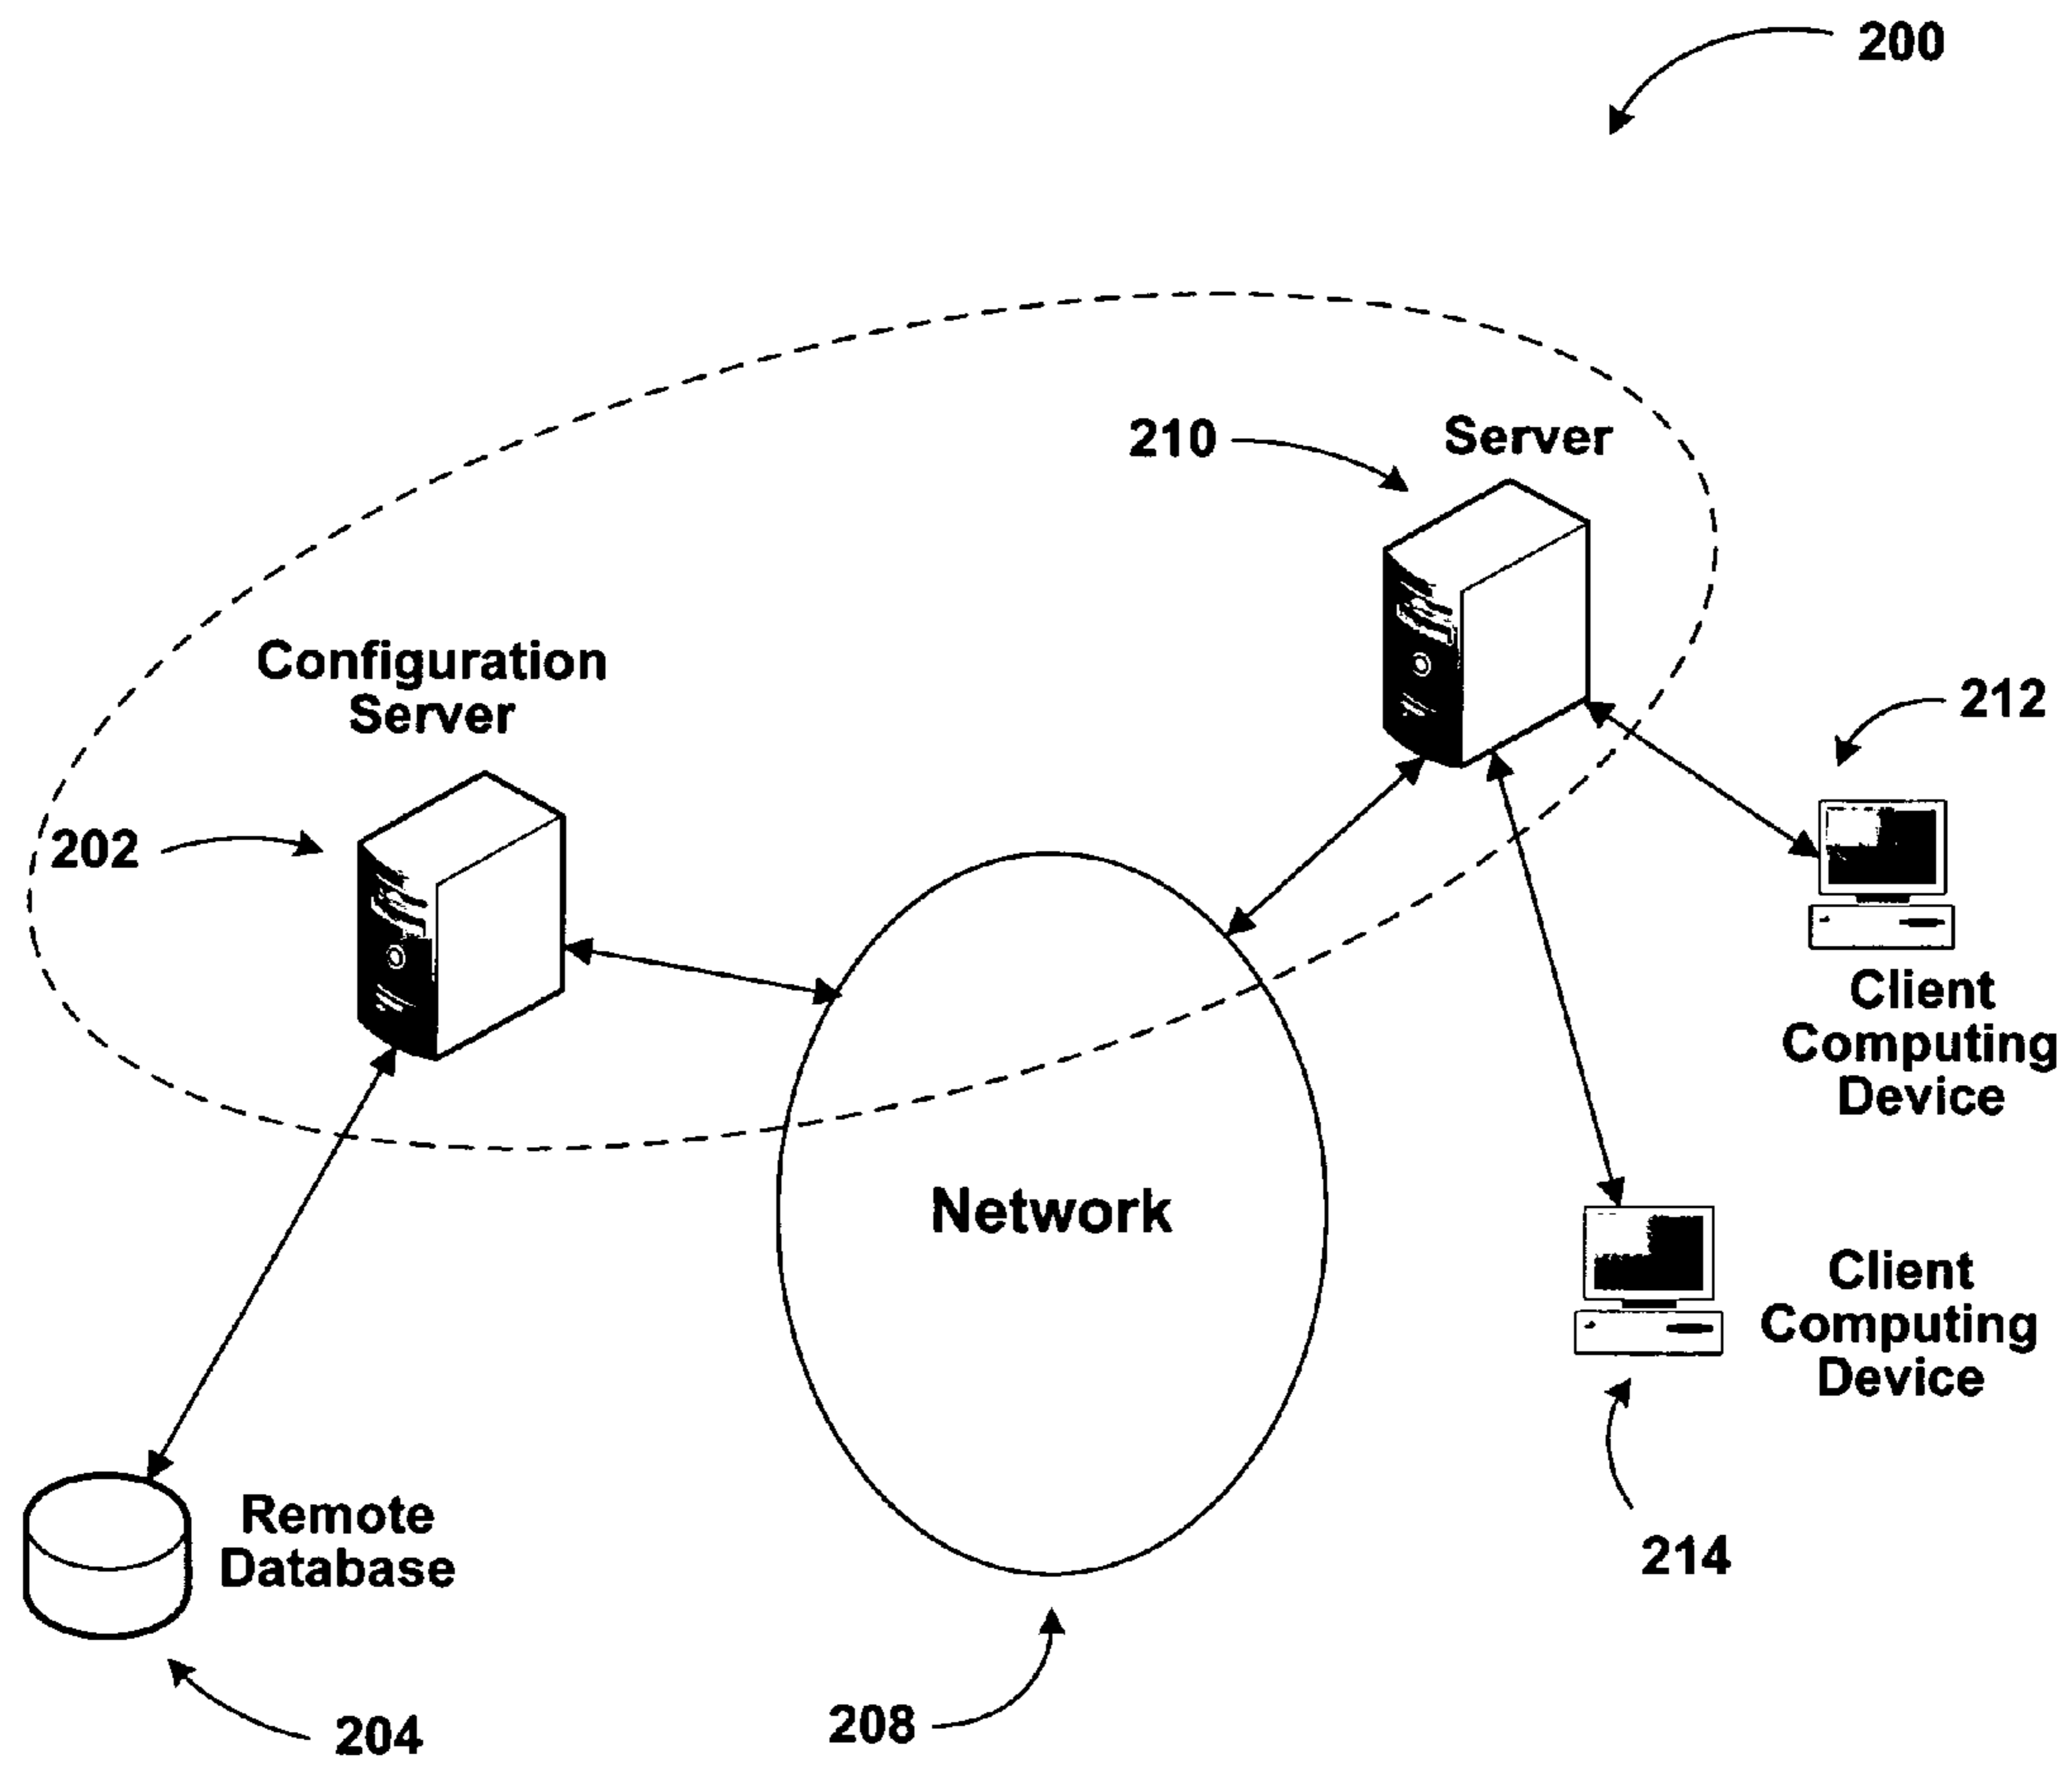 200
210
Server
Configuration
Server
212
202
Client
Computing
Device
Network
Client
Computing
Device
Remote
Database
214
208
204